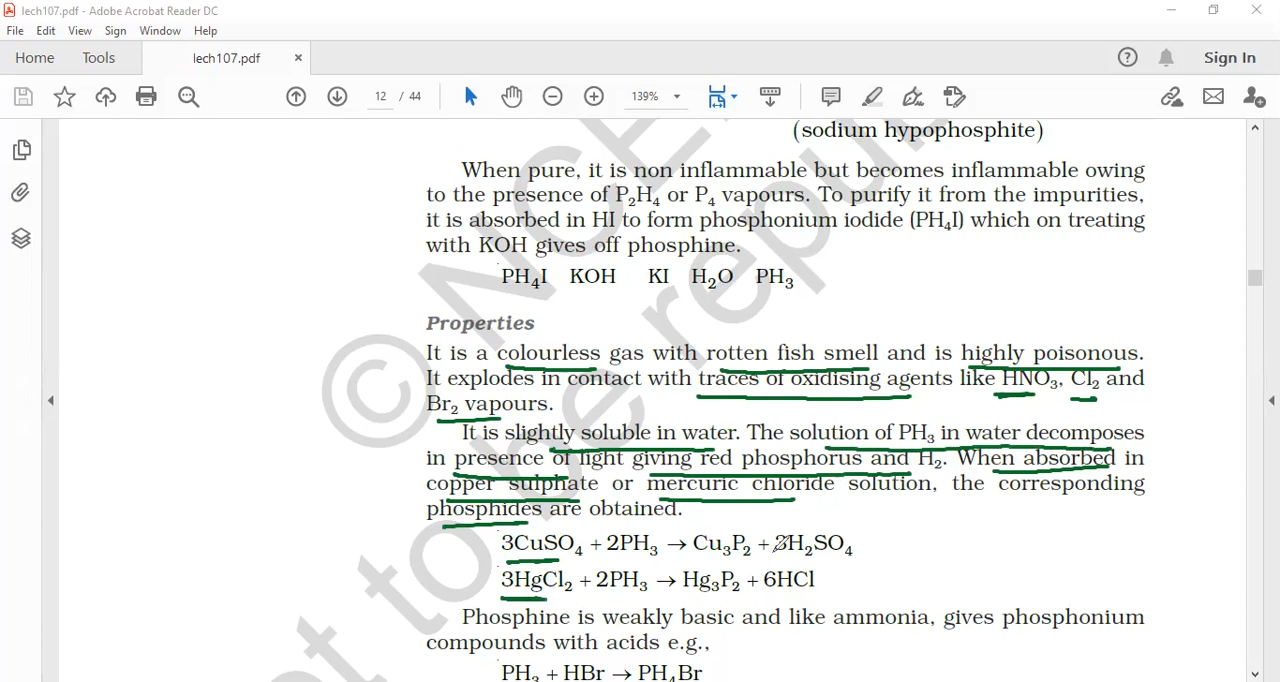 lech107.pdf - Adobe Acrobat Reader DC
File Edit View Sign Window Help
Home Tools lech107.pdf × Sign In
12 / 44 139%
(sodium hypophosphite)
When pure, it is non inflammable but becomes inflammable owing
to the presence of P₂H₄ or P₄ vapours. To purify it from the impurities,
it is absorbed in HI to form phosphonium iodide (PH₄I) which on treating
with KOH gives off phosphine.
PH₄I KOH KI H₂O PH₃
Properties
It is a colourless gas with rotten fish smell and is highly poisonous.
It explodes in contact with traces of oxidising agents like HNO₃, Cl₂ and
Br₂ vapours.
It is slightly soluble in water. The solution of PH₃ in water decomposes
in presence of light giving red phosphorus and H₂. When absorbed in
copper sulphate or mercuric chloride solution, the corresponding
phosphides are obtained.
3CuSO₄ + 2PH₃ → Cu₃P₂ + 3H₂SO₄
3HgCl₂ + 2PH₃ → Hg₃P₂ + 6HCl
Phosphine is weakly basic and like ammonia, gives phosphonium
compounds with acids e.g.,
PH₃ + HBr → PH₄Br
© NCE
not to be republ